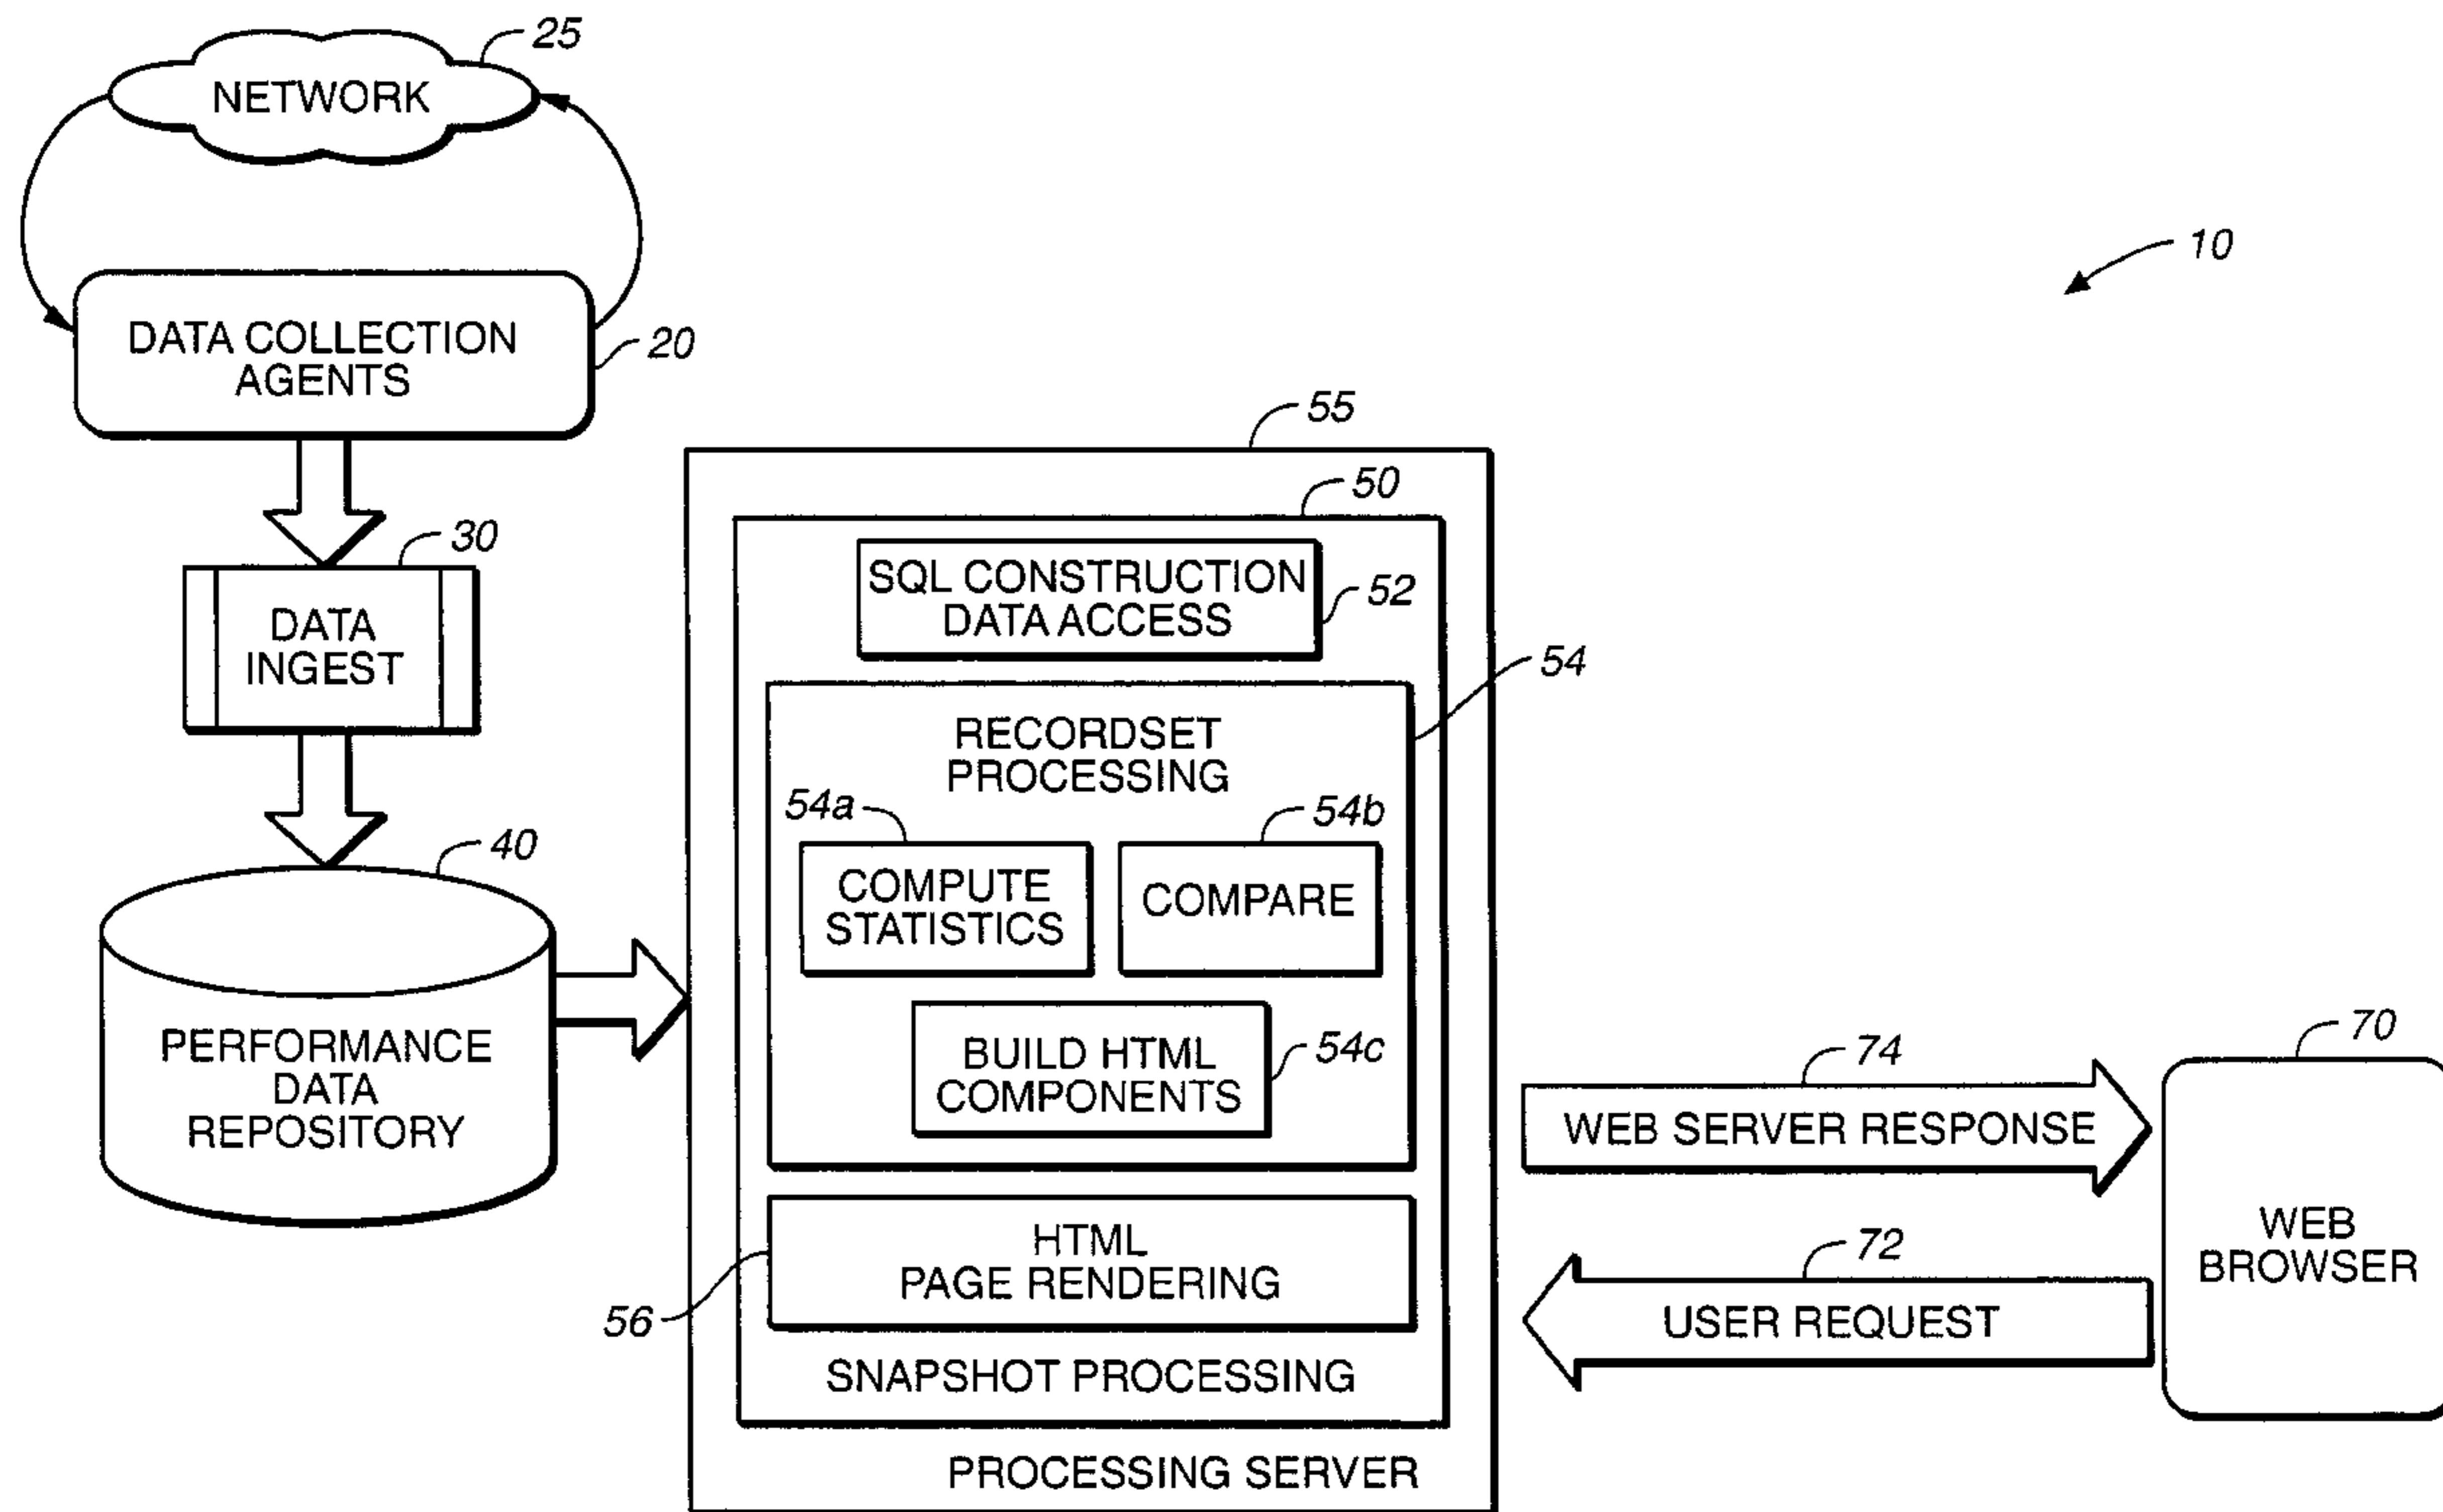 25
NETWORK
10
DATA COLLECTION
AGENTS
20
55
50
30
SQL CONSTRUCTION
DATA ACCESS
52
DATA
INGEST
54
RECORDSET
PROCESSING
54a
54b
40
COMPUTE
STATISTICS
COMPARE
PERFORMANCE
DATA
REPOSITORY
BUILD HTML
COMPONENTS
54c
74
70
WEB SERVER RESPONSE
HTML
PAGE RENDERING
56
72
WEB
BROWSER
USER REQUEST
SNAPSHOT PROCESSING
PROCESSING SERVER